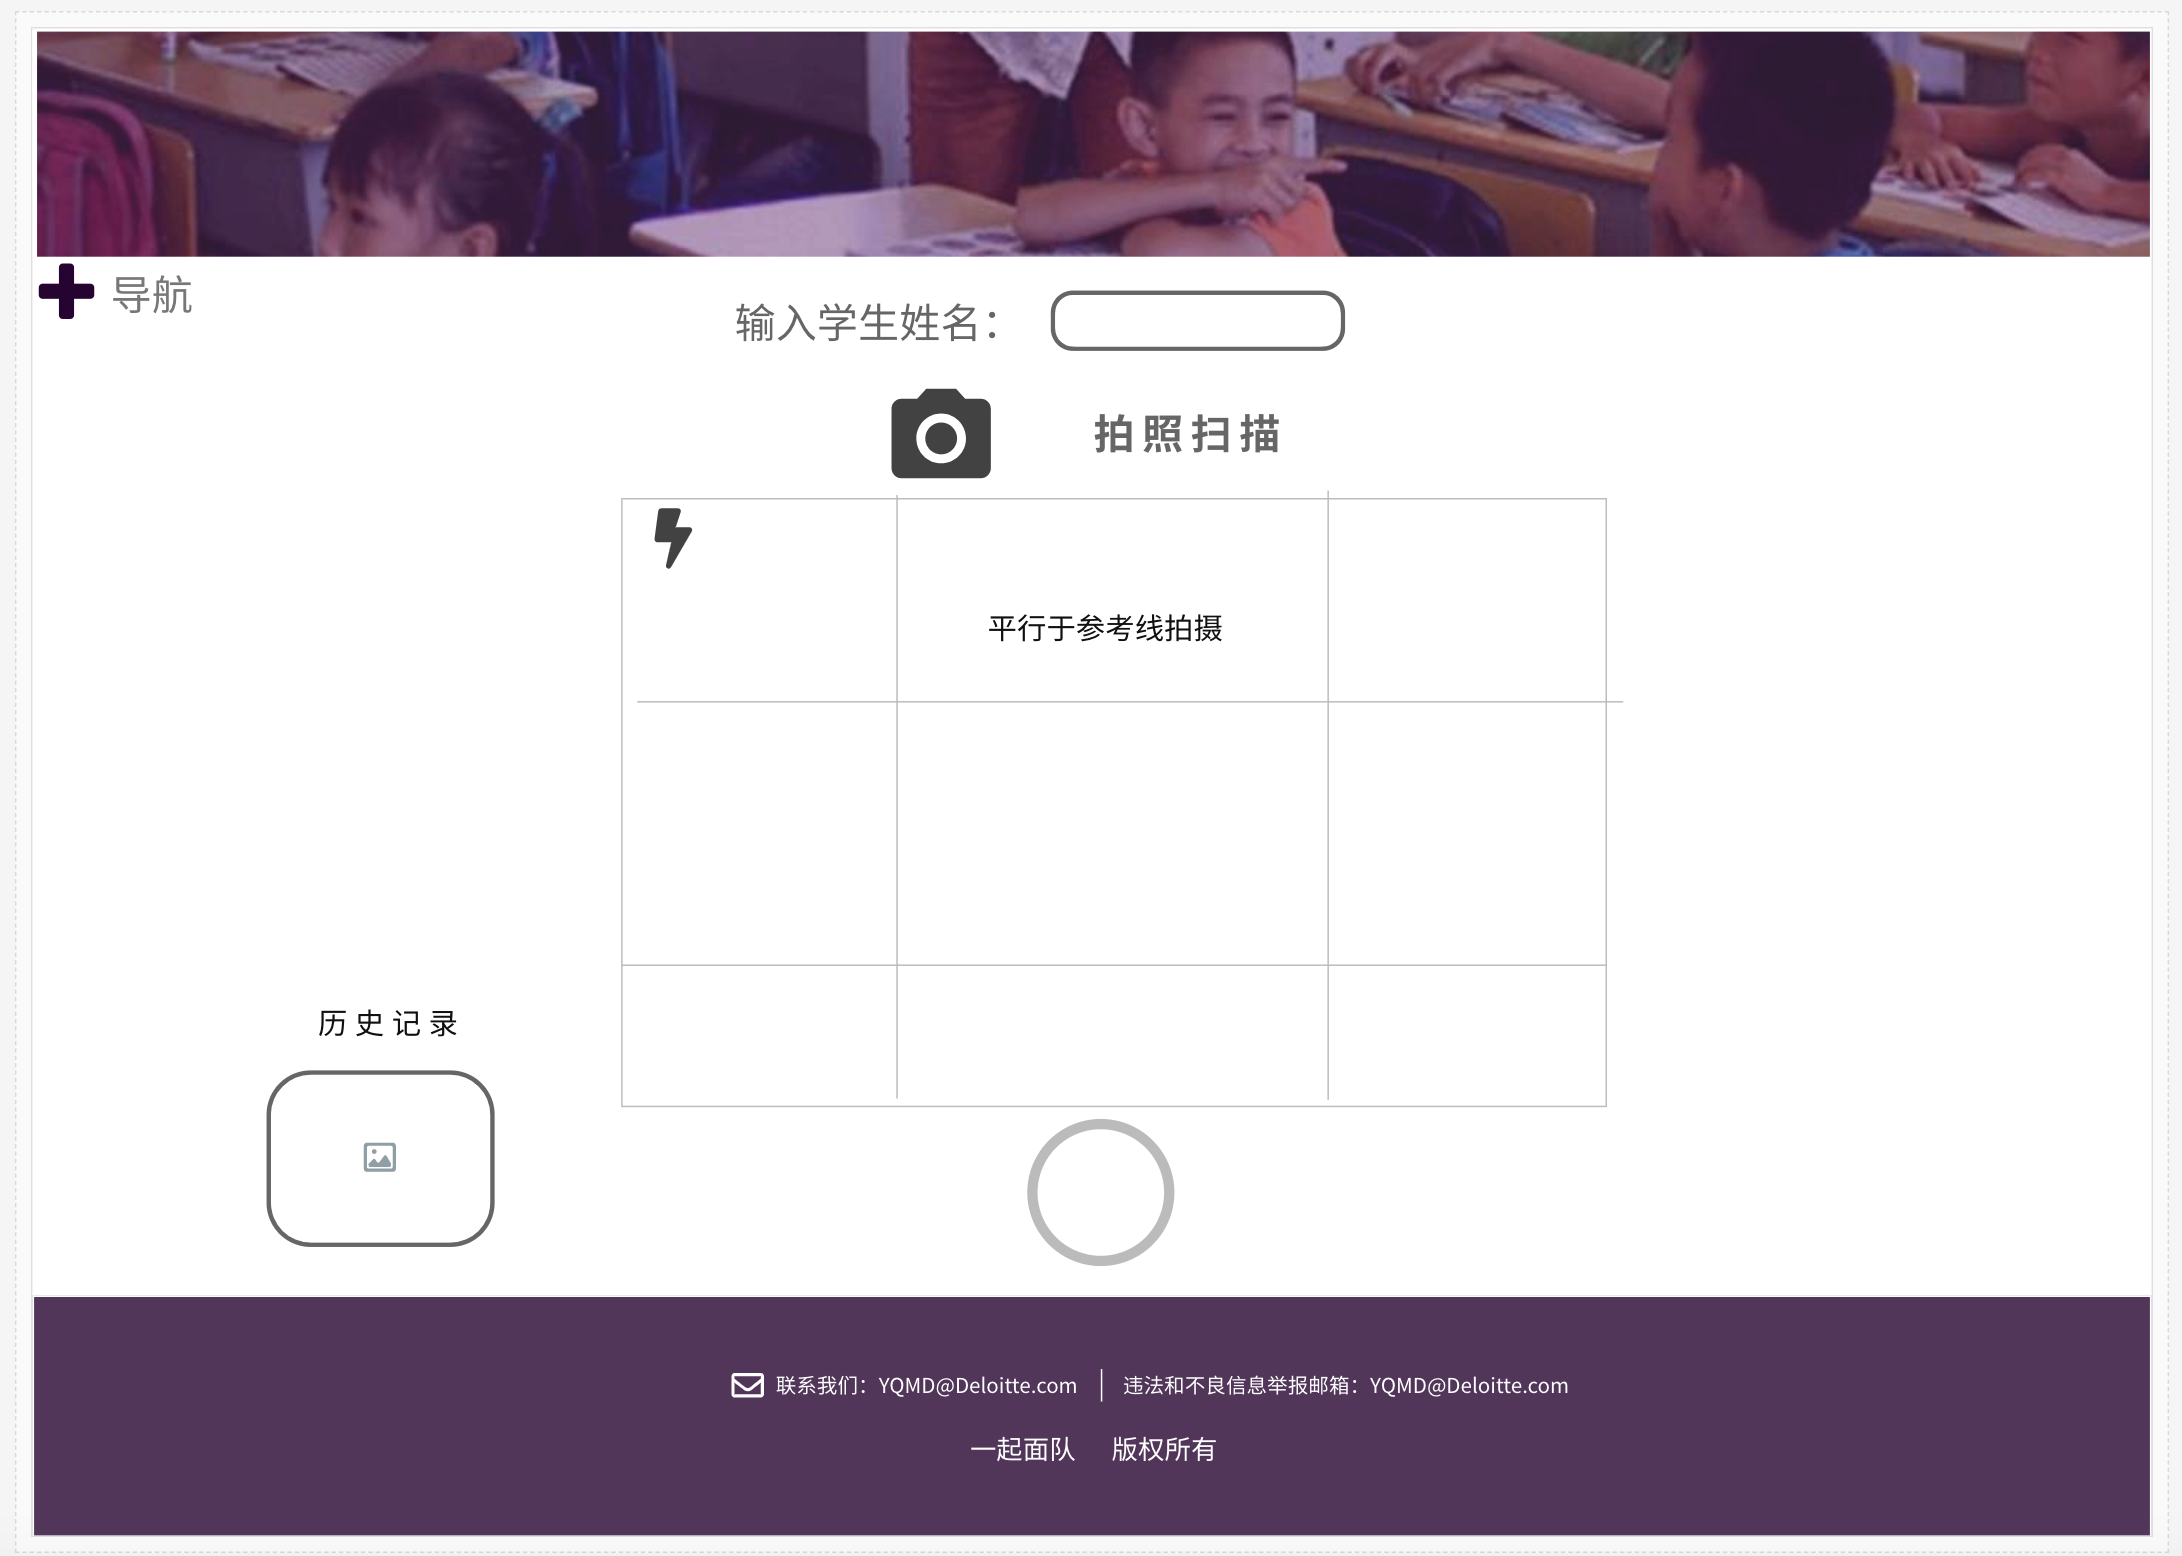 导航
输入学生姓名：
拍照扫描
平行于参考线拍摄
历史记录
联系我们：YQMD@Deloitte.com 违法和不良信息举报邮箱：YQMD@Deloitte.com
一起面队 版权所有